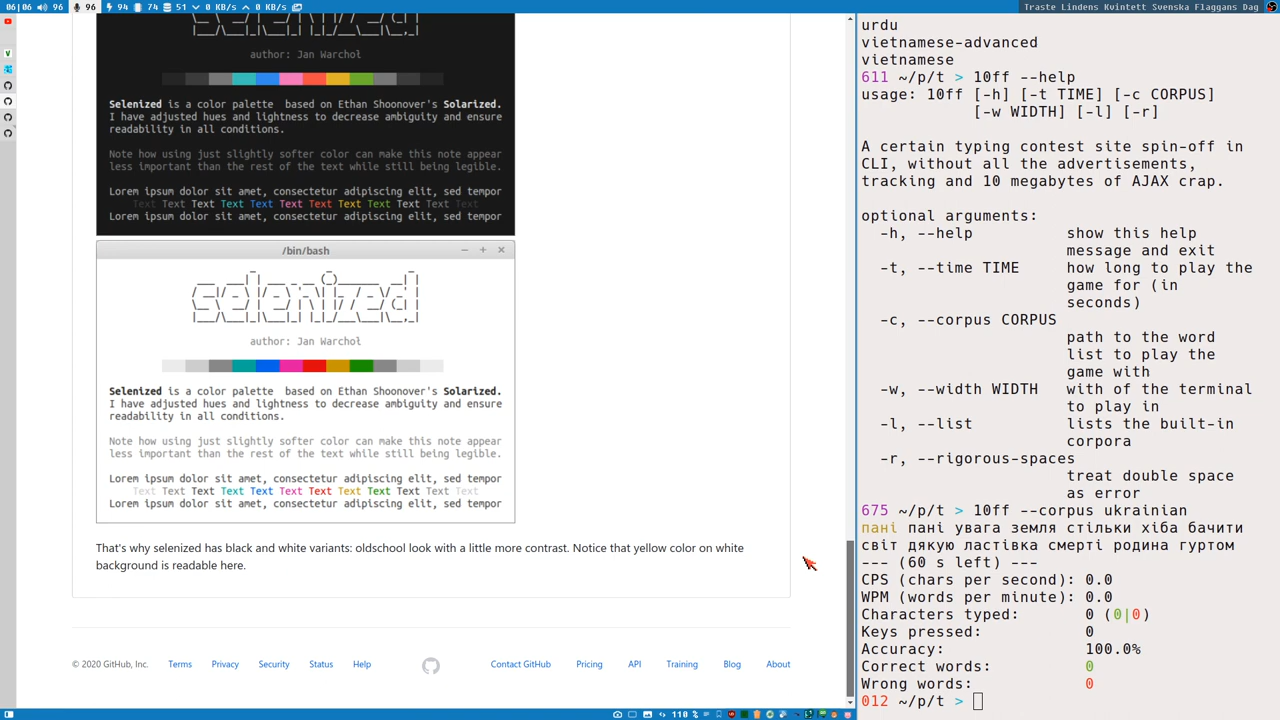 06|06 96 96 94 74 51 0 KB/s 0 KB/s
Traste Lindens Kvintett Svenska Flaggans Dag
author: Jan Warchoł
Selenized is a color palette based on Ethan Shoonover's Solarized.
I have adjusted hues and lightness to decrease ambiguity and ensure
readability in all conditions.
Note how using just slightly softer color can make this note appear
less important than the rest of the text while still being legible.
Lorem ipsum dolor sit amet, consectetur adipiscing elit, sed tempor
Text Text Text Text Text Text Text Text Text Text Text Text
Lorem ipsum dolor sit amet, consectetur adipiscing elit, sed tempor
/bin/bash
selenized
author: Jan Warchoł
Selenized is a color palette based on Ethan Shoonover's Solarized.
I have adjusted hues and lightness to decrease ambiguity and ensure
readability in all conditions.
Note how using just slightly softer color can make this note appear
less important than the rest of the text while still being legible.
Lorem ipsum dolor sit amet, consectetur adipiscing elit, sed tempor
Text Text Text Text Text Text Text Text Text Text Text Text
Lorem ipsum dolor sit amet, consectetur adipiscing elit, sed tempor
That's why selenized has black and white variants: oldschool look with a little more contrast. Notice that yellow color on white
background is readable here.
© 2020 GitHub, Inc. Terms Privacy Security Status Help Contact GitHub Pricing API Training Blog About
urdu
vietnamese-advanced
vietnamese
611 ~/p/t > 10ff --help
usage: 10ff [-h] [-t TIME] [-c CORPUS]
[-w WIDTH] [-l] [-r]
A certain typing contest site spin-off in
CLI, without all the advertisements,
tracking and 10 megabytes of AJAX crap.
optional arguments:
-h, --help show this help
message and exit
-t, --time TIME how long to play the
game for (in
seconds)
-c, --corpus CORPUS
path to the word
list to play the
game with
-w, --width WIDTH with of the terminal
to play in
-l, --list lists the built-in
corpora
-r, --rigorous-spaces
treat double space
as error
675 ~/p/t > 10ff --corpus ukrainian
пані пані увага земля стільки хіба бачити
світ дякую ластівка смерті родина гуртом
--- (60 s left) ---
CPS (chars per second): 0.0
WPM (words per minute): 0.0
Characters typed: 0 (0|0)
Keys pressed: 0
Accuracy: 100.0%
Correct words: 0
Wrong words: 0
012 ~/p/t >
110 %